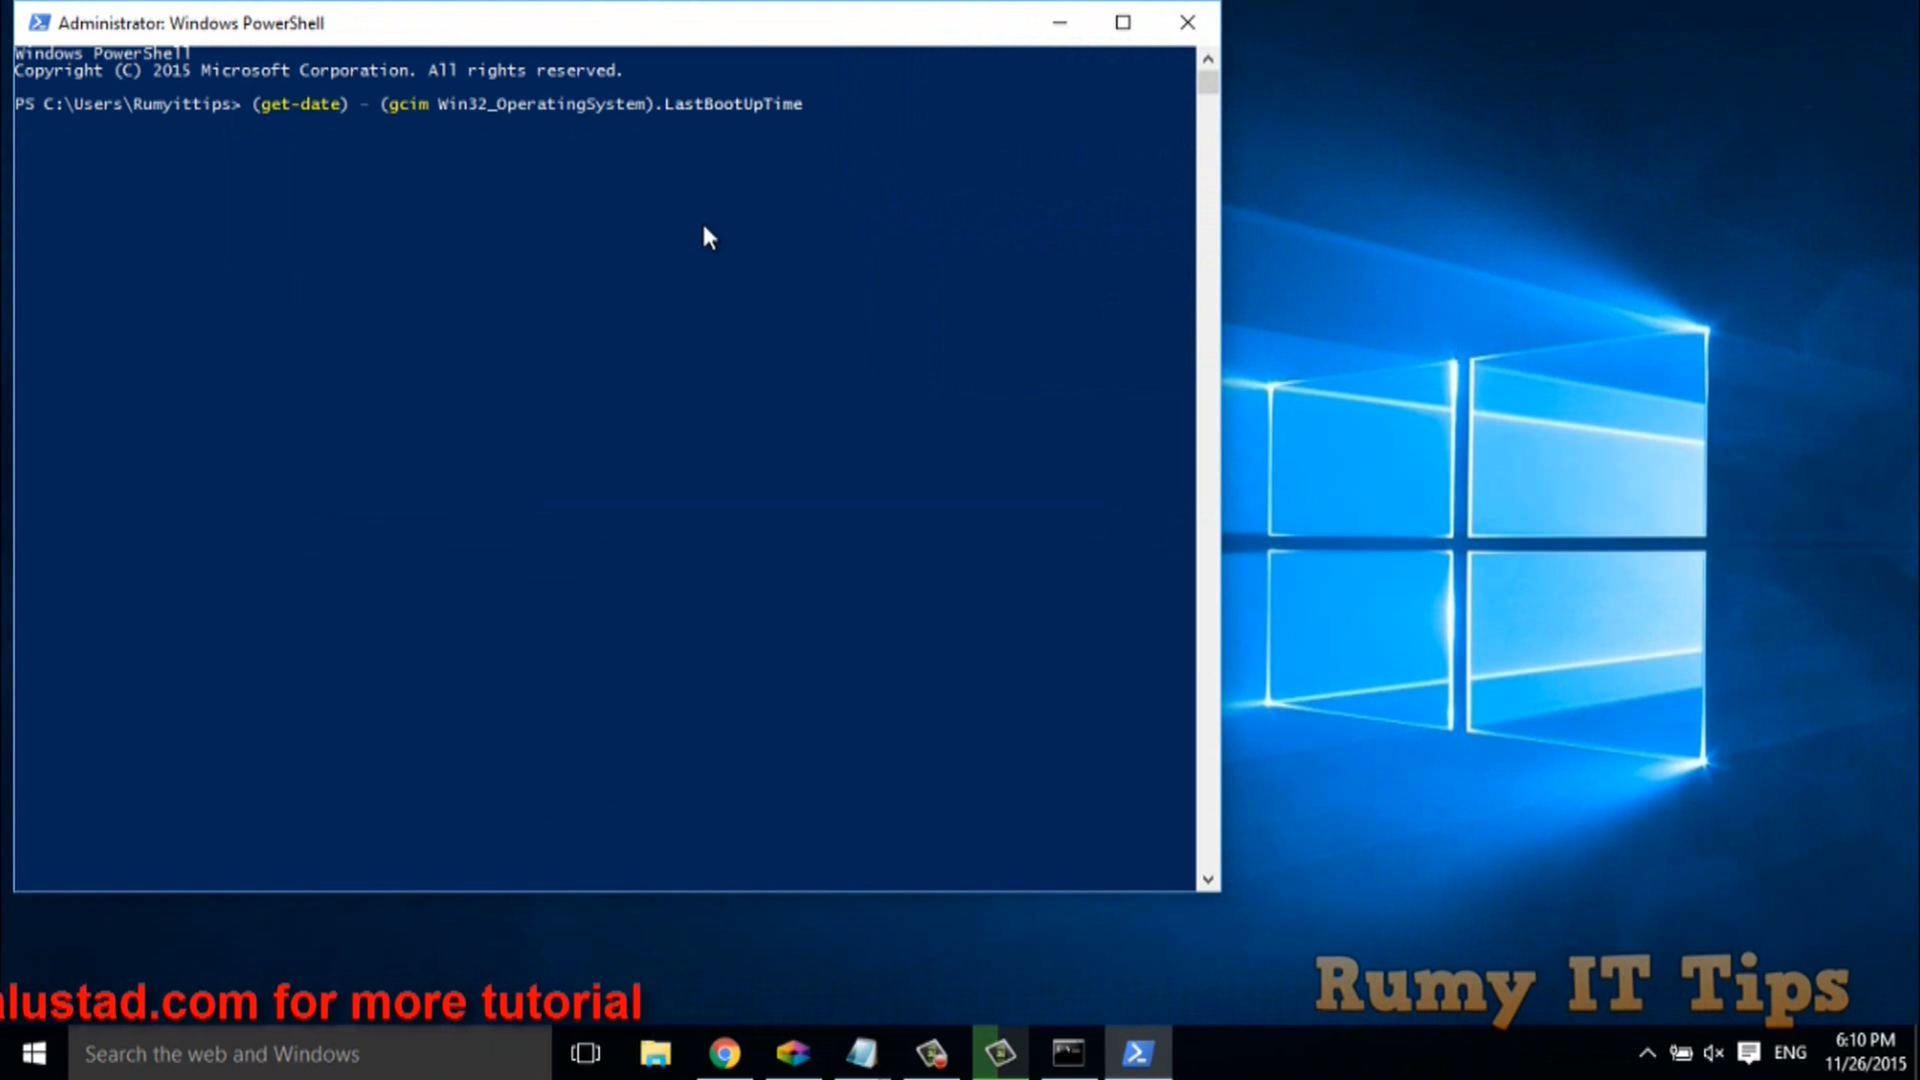 Administrator: Windows PowerShell
Windows PowerShell
Copyright (C) 2015 Microsoft Corporation. All rights reserved.
PS C:\Users\Rumyittips> (get-date) - (gcim Win32_OperatingSystem).LastBootUpTime
alustad.com for more tutorial
Rumy IT Tips
Search the web and Windows
ENG
6:10 PM
11/26/2015